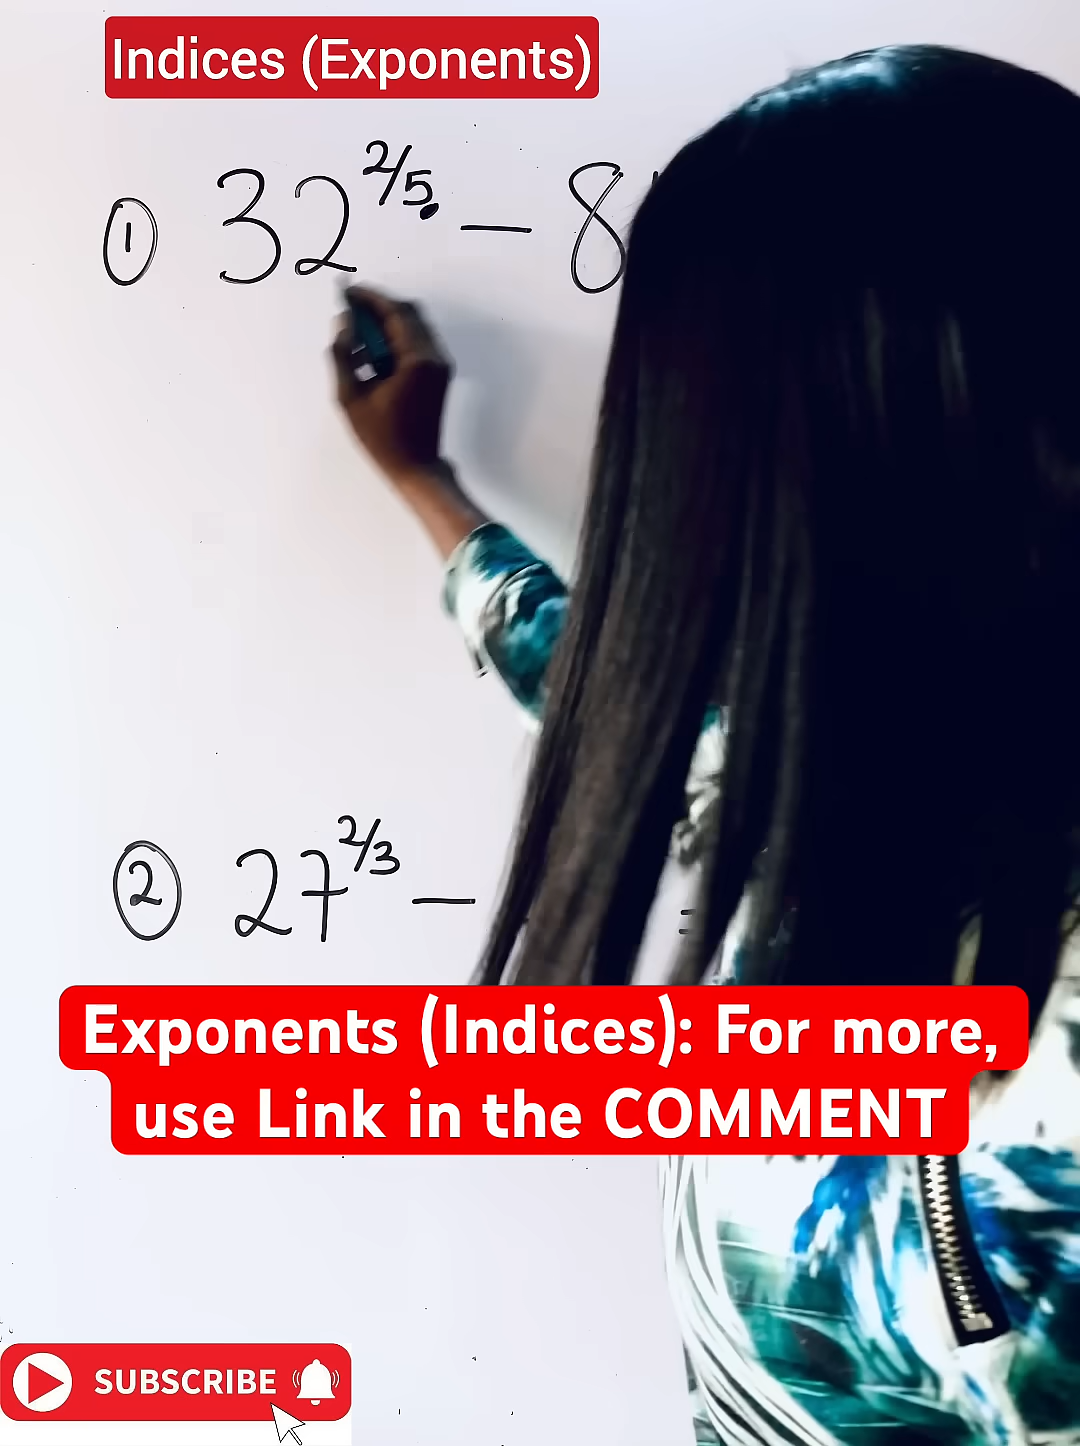 Indices (Exponents)
① 32^2/5 - 8
② 27^2/3 - =
Exponents (Indices): For more,
use Link in the COMMENT
SUBSCRIBE